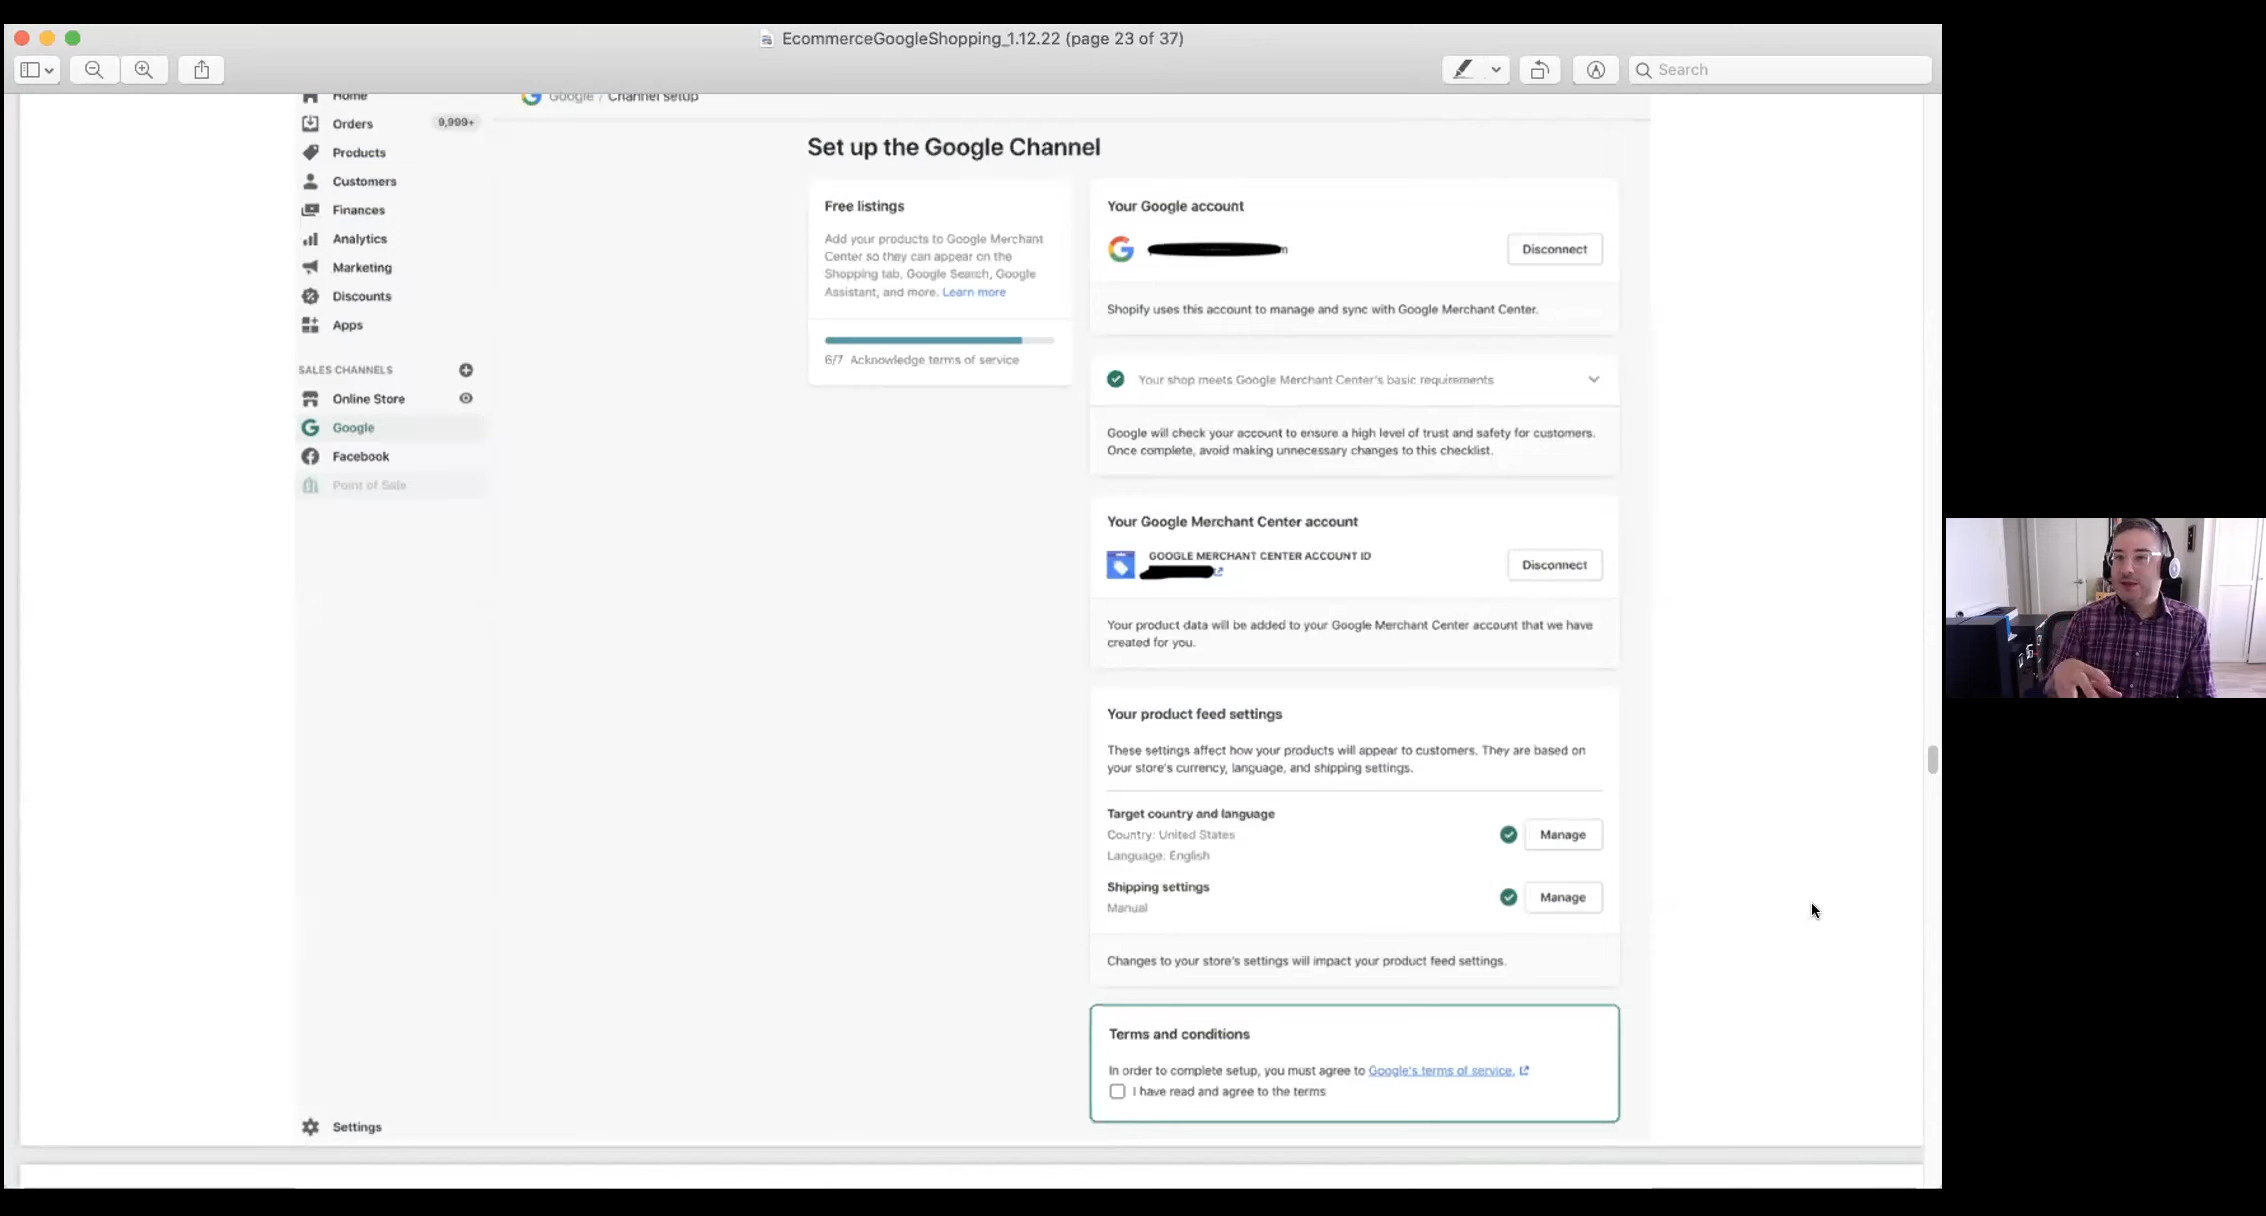 EcommerceGoogleShopping_1.12.22 (page 23 of 37)
Search
Home
Google / Channel setup
Orders
9,999+
Products
Customers
Finances
Analytics
Marketing
Discounts
Apps
SALES CHANNELS
Online Store
Google
Facebook
Point of Sale
Settings
Set up the Google Channel
Free listings
Add your products to Google Merchant
Center so they can appear on the
Shopping tab, Google Search, Google
Assistant, and more. Learn more
6/7 Acknowledge terms of service
Your Google account
Disconnect
Shopify uses this account to manage and sync with Google Merchant Center.
Your shop meets Google Merchant Center's basic requirements
Google will check your account to ensure a high level of trust and safety for customers.
Once complete, avoid making unnecessary changes to this checklist.
Your Google Merchant Center account
GOOGLE MERCHANT CENTER ACCOUNT ID
Disconnect
Your product data will be added to your Google Merchant Center account that we have
created for you.
Your product feed settings
These settings affect how your products will appear to customers. They are based on
your store's currency, language, and shipping settings.
Target country and language
Country: United States
Language: English
Manage
Shipping settings
Manual
Manage
Changes to your store's settings will impact your product feed settings.
Terms and conditions
In order to complete setup, you must agree to Google's terms of service.
I have read and agree to the terms